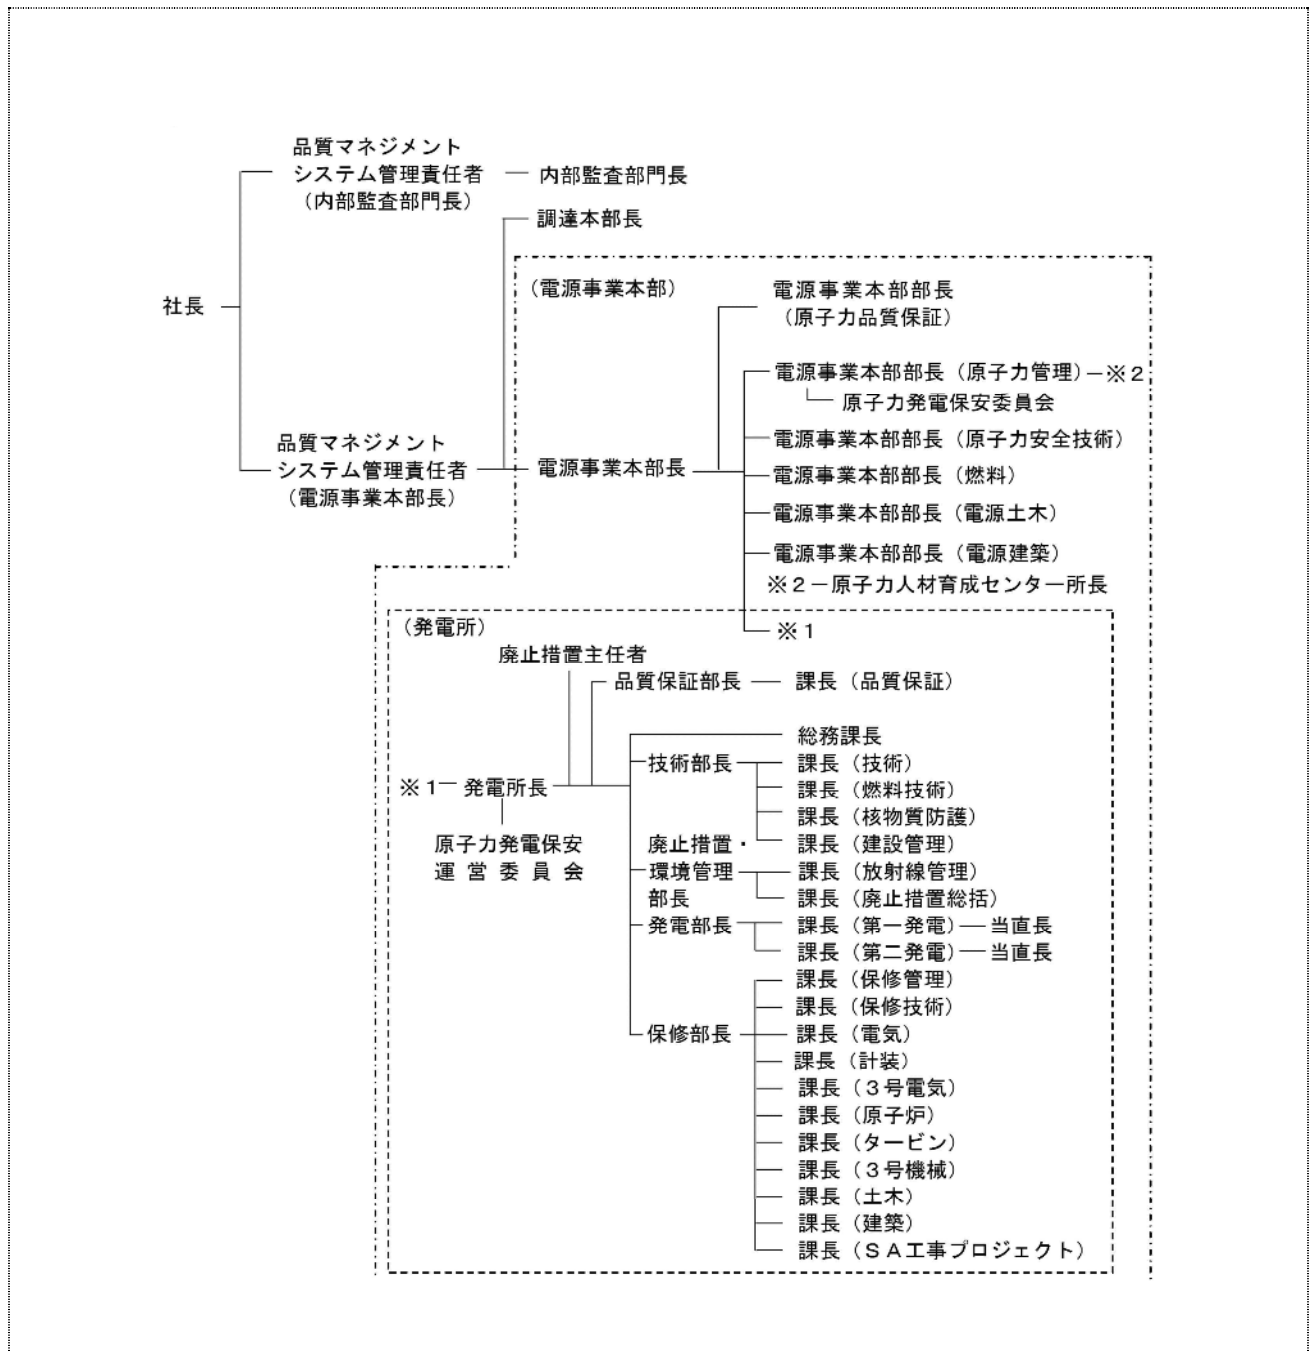 品質マネジメント
システム管理責任者 ― 内部監査部門長
（内部監査部門長）
調達本部長
（電源事業本部）
電源事業本部部長
（原子力品質保証）
社長
電源事業本部部長（原子力管理）－※２
原子力発電保安委員会
電源事業本部部長（原子力安全技術）
品質マネジメント
システム管理責任者
（電源事業本部長）
電源事業本部長
電源事業本部部長（燃料）
電源事業本部部長（電源土木）
電源事業本部部長（電源建築）
※２－原子力人材育成センター所長
※１
（発電所）
廃止措置主任者
品質保証部長 ― 課長（品質保証）
総務課長
技術部長
課長（技術）
課長（燃料技術）
課長（核物質防護）
課長（建設管理）
※１― 発電所長
原子力発電保安
運営委員会
廃止措置・
環境管理
部長
課長（放射線管理）
課長（廃止措置総括）
発電部長
課長（第一発電）― 当直長
課長（第二発電）― 当直長
保修部長
課長（保修管理）
課長（保修技術）
課長（電気）
課長（計装）
課長（３号電気）
課長（原子炉）
課長（タービン）
課長（３号機械）
課長（土木）
課長（建築）
課長（ＳＡ工事プロジェクト）